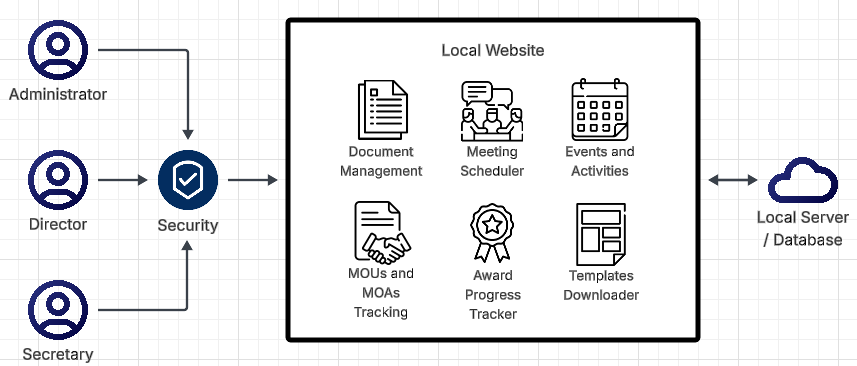 Administrator
Director
Secretary
Security
Local Website
Document
Management
Meeting
Scheduler
Events and
Activities
MOUs and
MOAs
Tracking
Award
Progress
Tracker
Templates
Downloader
Local Server
/ Database